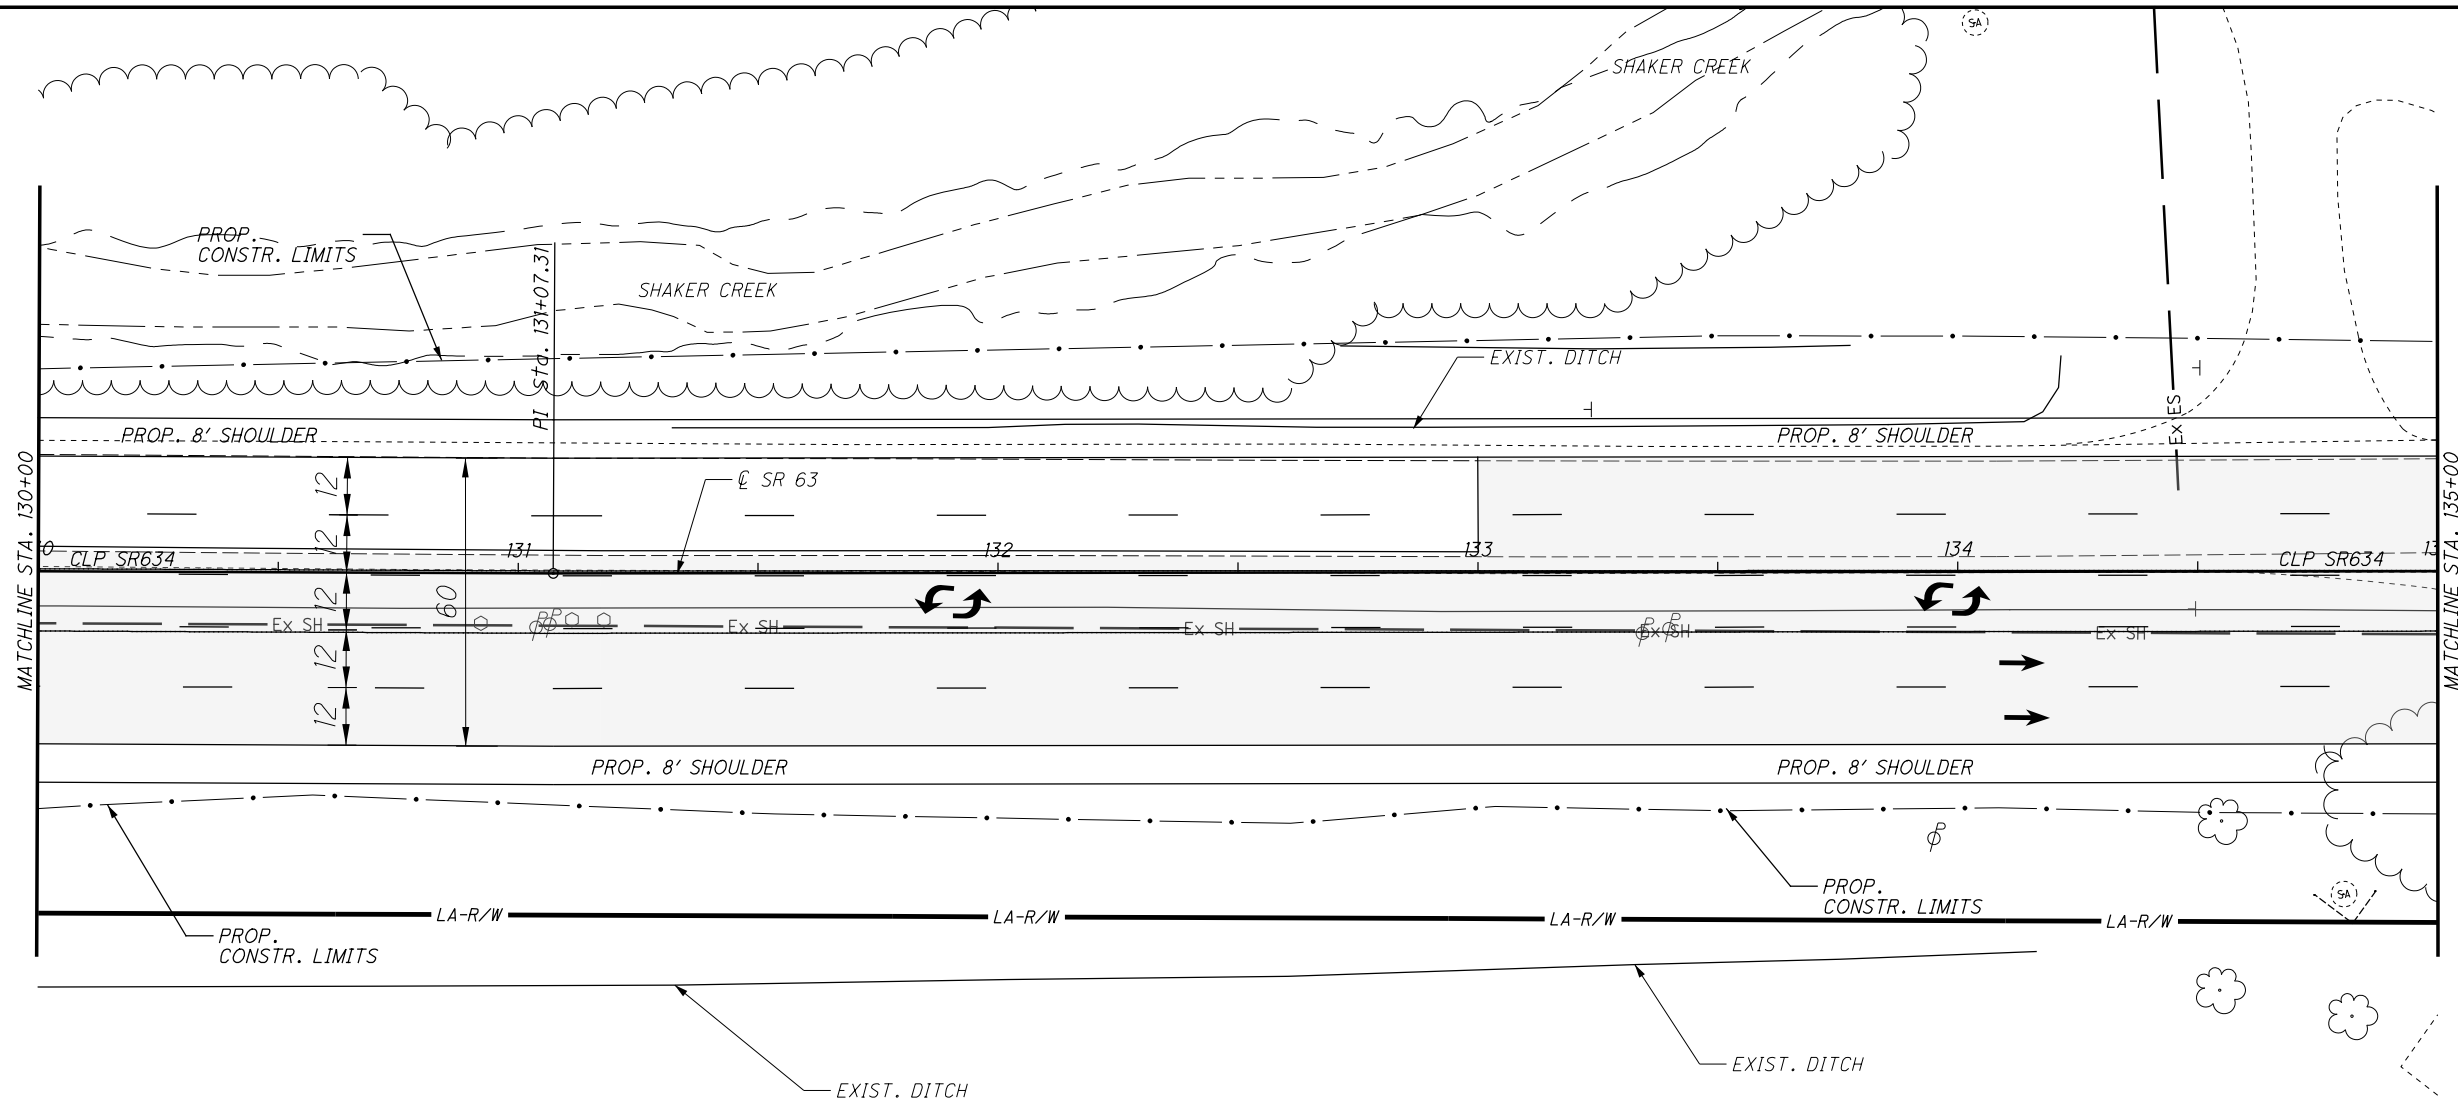 SA
SHAKER CREEK
PROP.
CONSTR. LIMITS
PI Sta. 131+07.31
SHAKER CREEK
EXIST. DITCH
Ex ES
PROP. 8' SHOULDER
PROP. 8' SHOULDER
MATCHLINE STA. 130+00
MATCHLINE STA. 135+00
12
℄ SR 63
12
0
131
132
133
134
13
CLP SR634
CLP SR634
12
60
Ex SH
Ex SH
Ex SH
Ex SH
Ex SH
P
P
P
P
12
12
PROP. 8' SHOULDER
PROP. 8' SHOULDER
P
PROP.
CONSTR. LIMITS
SA
LA-R/W
LA-R/W
LA-R/W
LA-R/W
PROP.
CONSTR. LIMITS
EXIST. DITCH
EXIST. DITCH